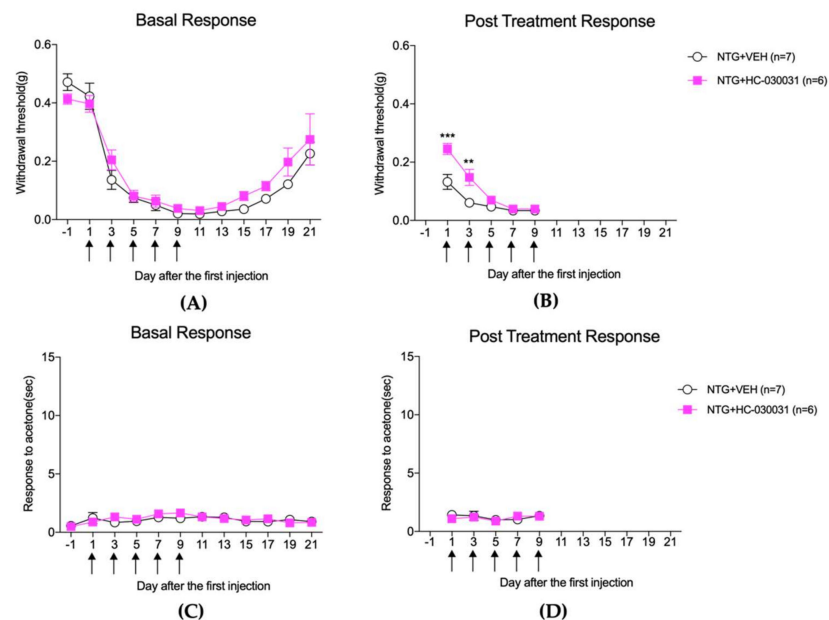 Basal Response
Withdrawal threshold(g)
0.6
0.4
0.2
0.0
-1 1 3 5 7 9 11 13 15 17 19 21
Day after the first injection
(A)
Post Treatment Response
Withdrawal threshold(g)
0.6
0.4
0.2
0.0
***
**
-1 1 3 5 7 9 11 13 15 17 19 21
Day after the first injection
(B)
NTG+VEH (n=7)
NTG+HC-030031 (n=6)
Basal Response
Response to acetone(sec)
15
10
5
0
-1 1 3 5 7 9 11 13 15 17 19 21
Day after the first injection
(C)
Post Treatment Response
Response to acetone(sec)
15
10
5
0
-1 1 3 5 7 9 11 13 15 17 19 21
Day after the first injection
(D)
NTG+VEH (n=7)
NTG+HC-030031 (n=6)